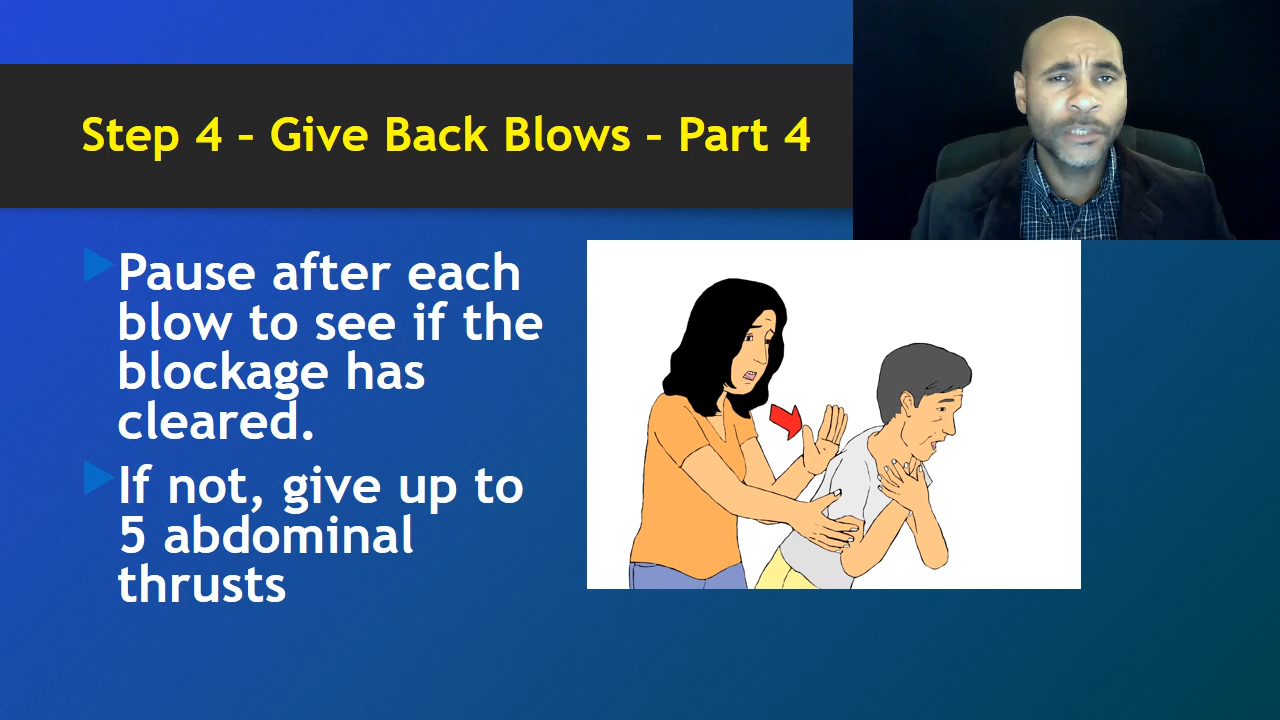 Step 4 – Give Back Blows – Part 4
Pause after each
blow to see if the
blockage has
cleared.
If not, give up to
5 abdominal
thrusts